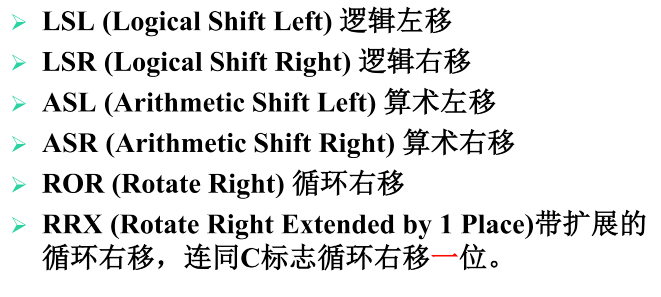 LSL (Logical Shift Left) 逻辑左移
LSR (Logical Shift Right) 逻辑右移
ASL (Arithmetic Shift Left) 算术左移
ASR (Arithmetic Shift Right) 算术右移
ROR (Rotate Right) 循环右移
RRX (Rotate Right Extended by 1 Place)带扩展的
循环右移，连同C标志循环右移一位。